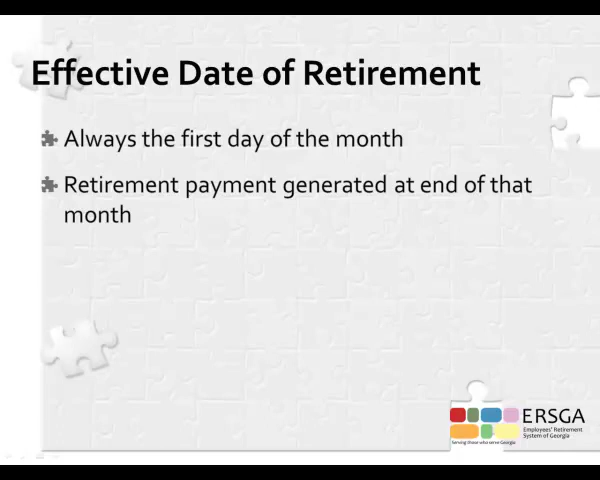 Effective Date of Retirement
Always the first day of the month
Retirement payment generated at end of that
month
ERSGA
Employees' Retirement
System of Georgia
Serving those who serve Georgia